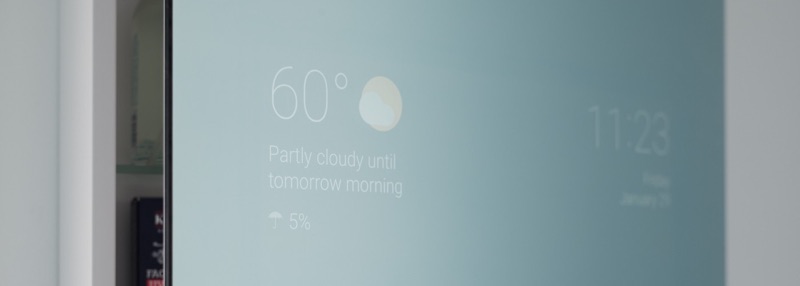 60°
Partly cloudy until
tomorrow morning
5%
11:23
Friday
January 29